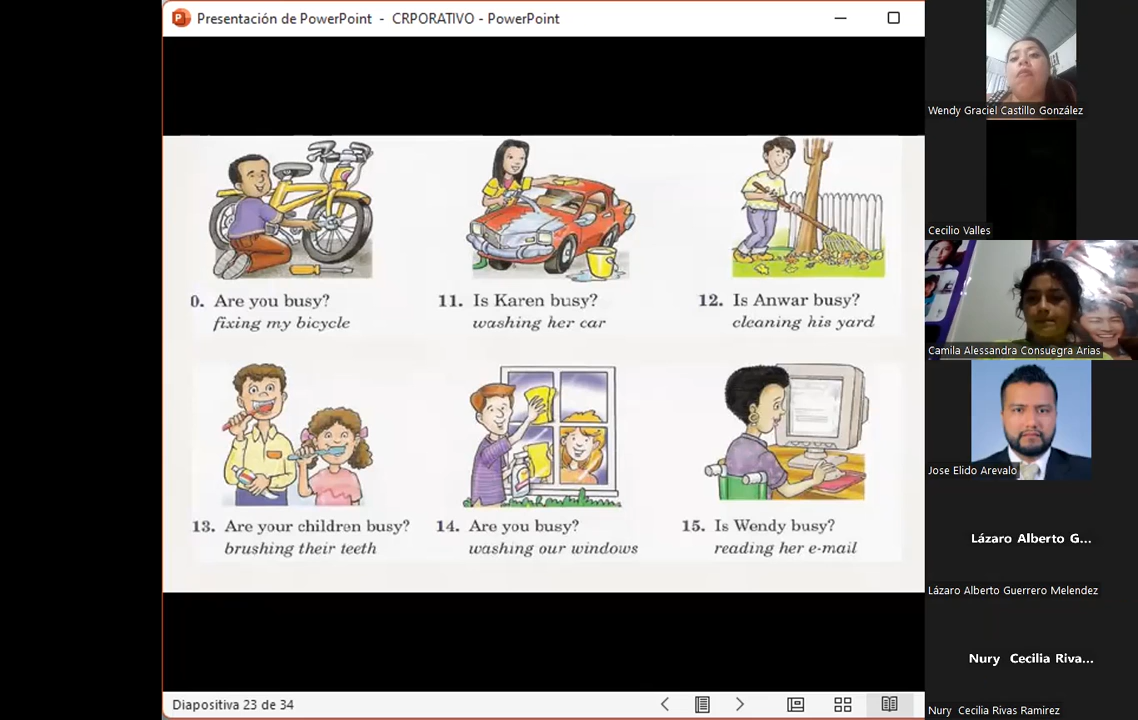 Presentación de PowerPoint - CRPORATIVO - PowerPoint
0. Are you busy?
fixing my bicycle
11. Is Karen busy?
washing her car
12. Is Anwar busy?
cleaning his yard
13. Are your children busy?
brushing their teeth
14. Are you busy?
washing our windows
15. Is Wendy busy?
reading her e-mail
Diapositiva 23 de 34
Wendy Graciel Castillo González
Cecilio Valles
Camila Alessandra Consuegra Arias
Jose Elido Arevalo
Lázaro Alberto G...
Lázaro Alberto Guerrero Melendez
Nury Cecilia Riva...
Nury Cecilia Rivas Ramirez